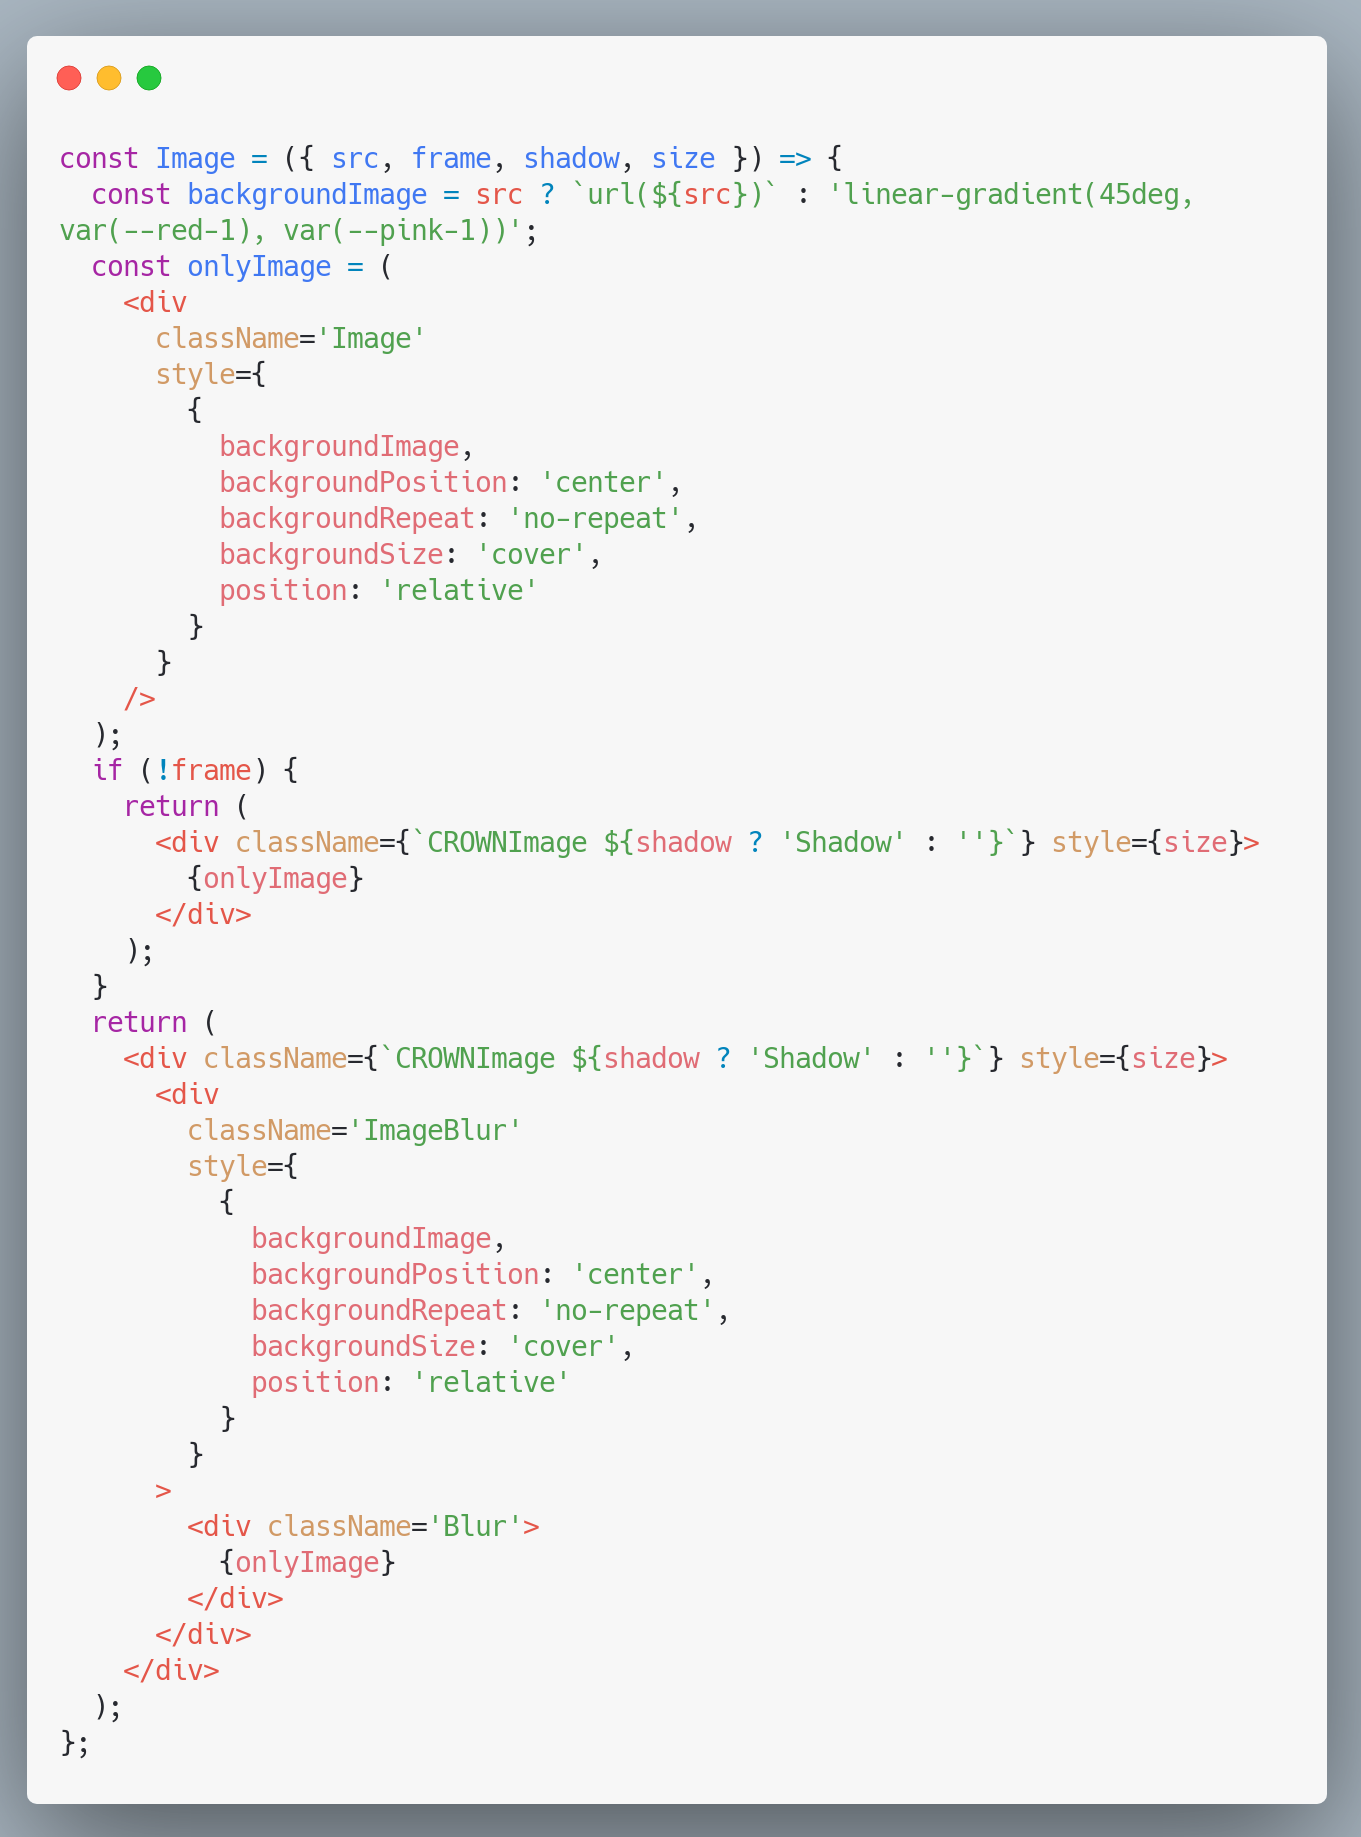 const Image = ({ src, frame, shadow, size }) => {
  const backgroundImage = src ? `url(${src})` : 'linear-gradient(45deg,
var(--red-1), var(--pink-1))';
  const onlyImage = (
    <div
      className='Image'
      style={
        {
          backgroundImage,
          backgroundPosition: 'center',
          backgroundRepeat: 'no-repeat',
          backgroundSize: 'cover',
          position: 'relative'
        }
      }
    />
  );
  if (!frame) {
    return (
      <div className={`CROWNImage ${shadow ? 'Shadow' : ''}`} style={size}>
        {onlyImage}
      </div>
    );
  }
  return (
    <div className={`CROWNImage ${shadow ? 'Shadow' : ''}`} style={size}>
      <div
        className='ImageBlur'
        style={
          {
            backgroundImage,
            backgroundPosition: 'center',
            backgroundRepeat: 'no-repeat',
            backgroundSize: 'cover',
            position: 'relative'
          }
        }
      >
        <div className='Blur'>
          {onlyImage}
        </div>
      </div>
    </div>
  );
};